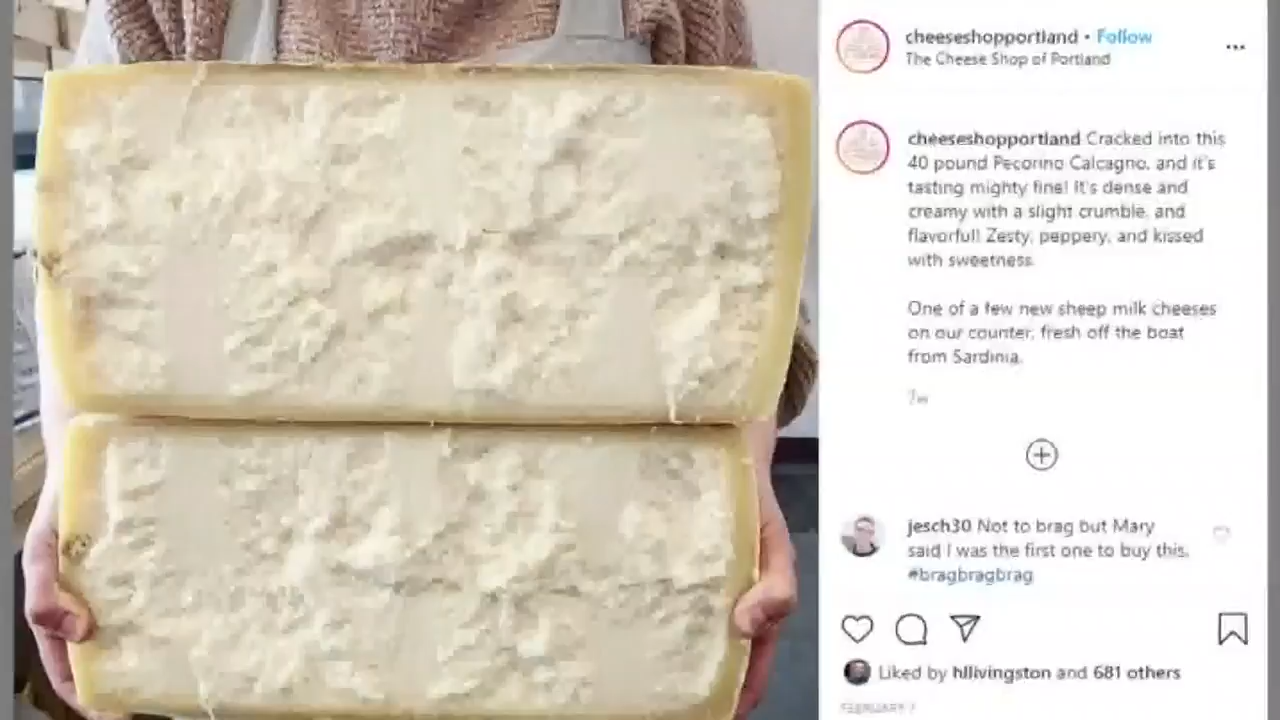 cheeseshopportland • Follow
The Cheese Shop of Portland
cheeseshopportland Cracked into this
40 pound Pecorino Calcagno, and it's
tasting mighty fine! It's dense and
creamy with a slight crumble, and
flavorful! Zesty, peppery, and kissed
with sweetness.
One of a few new sheep milk cheeses
on our counter, fresh off the boat
from Sardinia.
jesch30 Not to brag but Mary
said I was the first one to buy this.
#bragbragbrag
Liked by hllivingston and 681 others
FEBRUARY 7